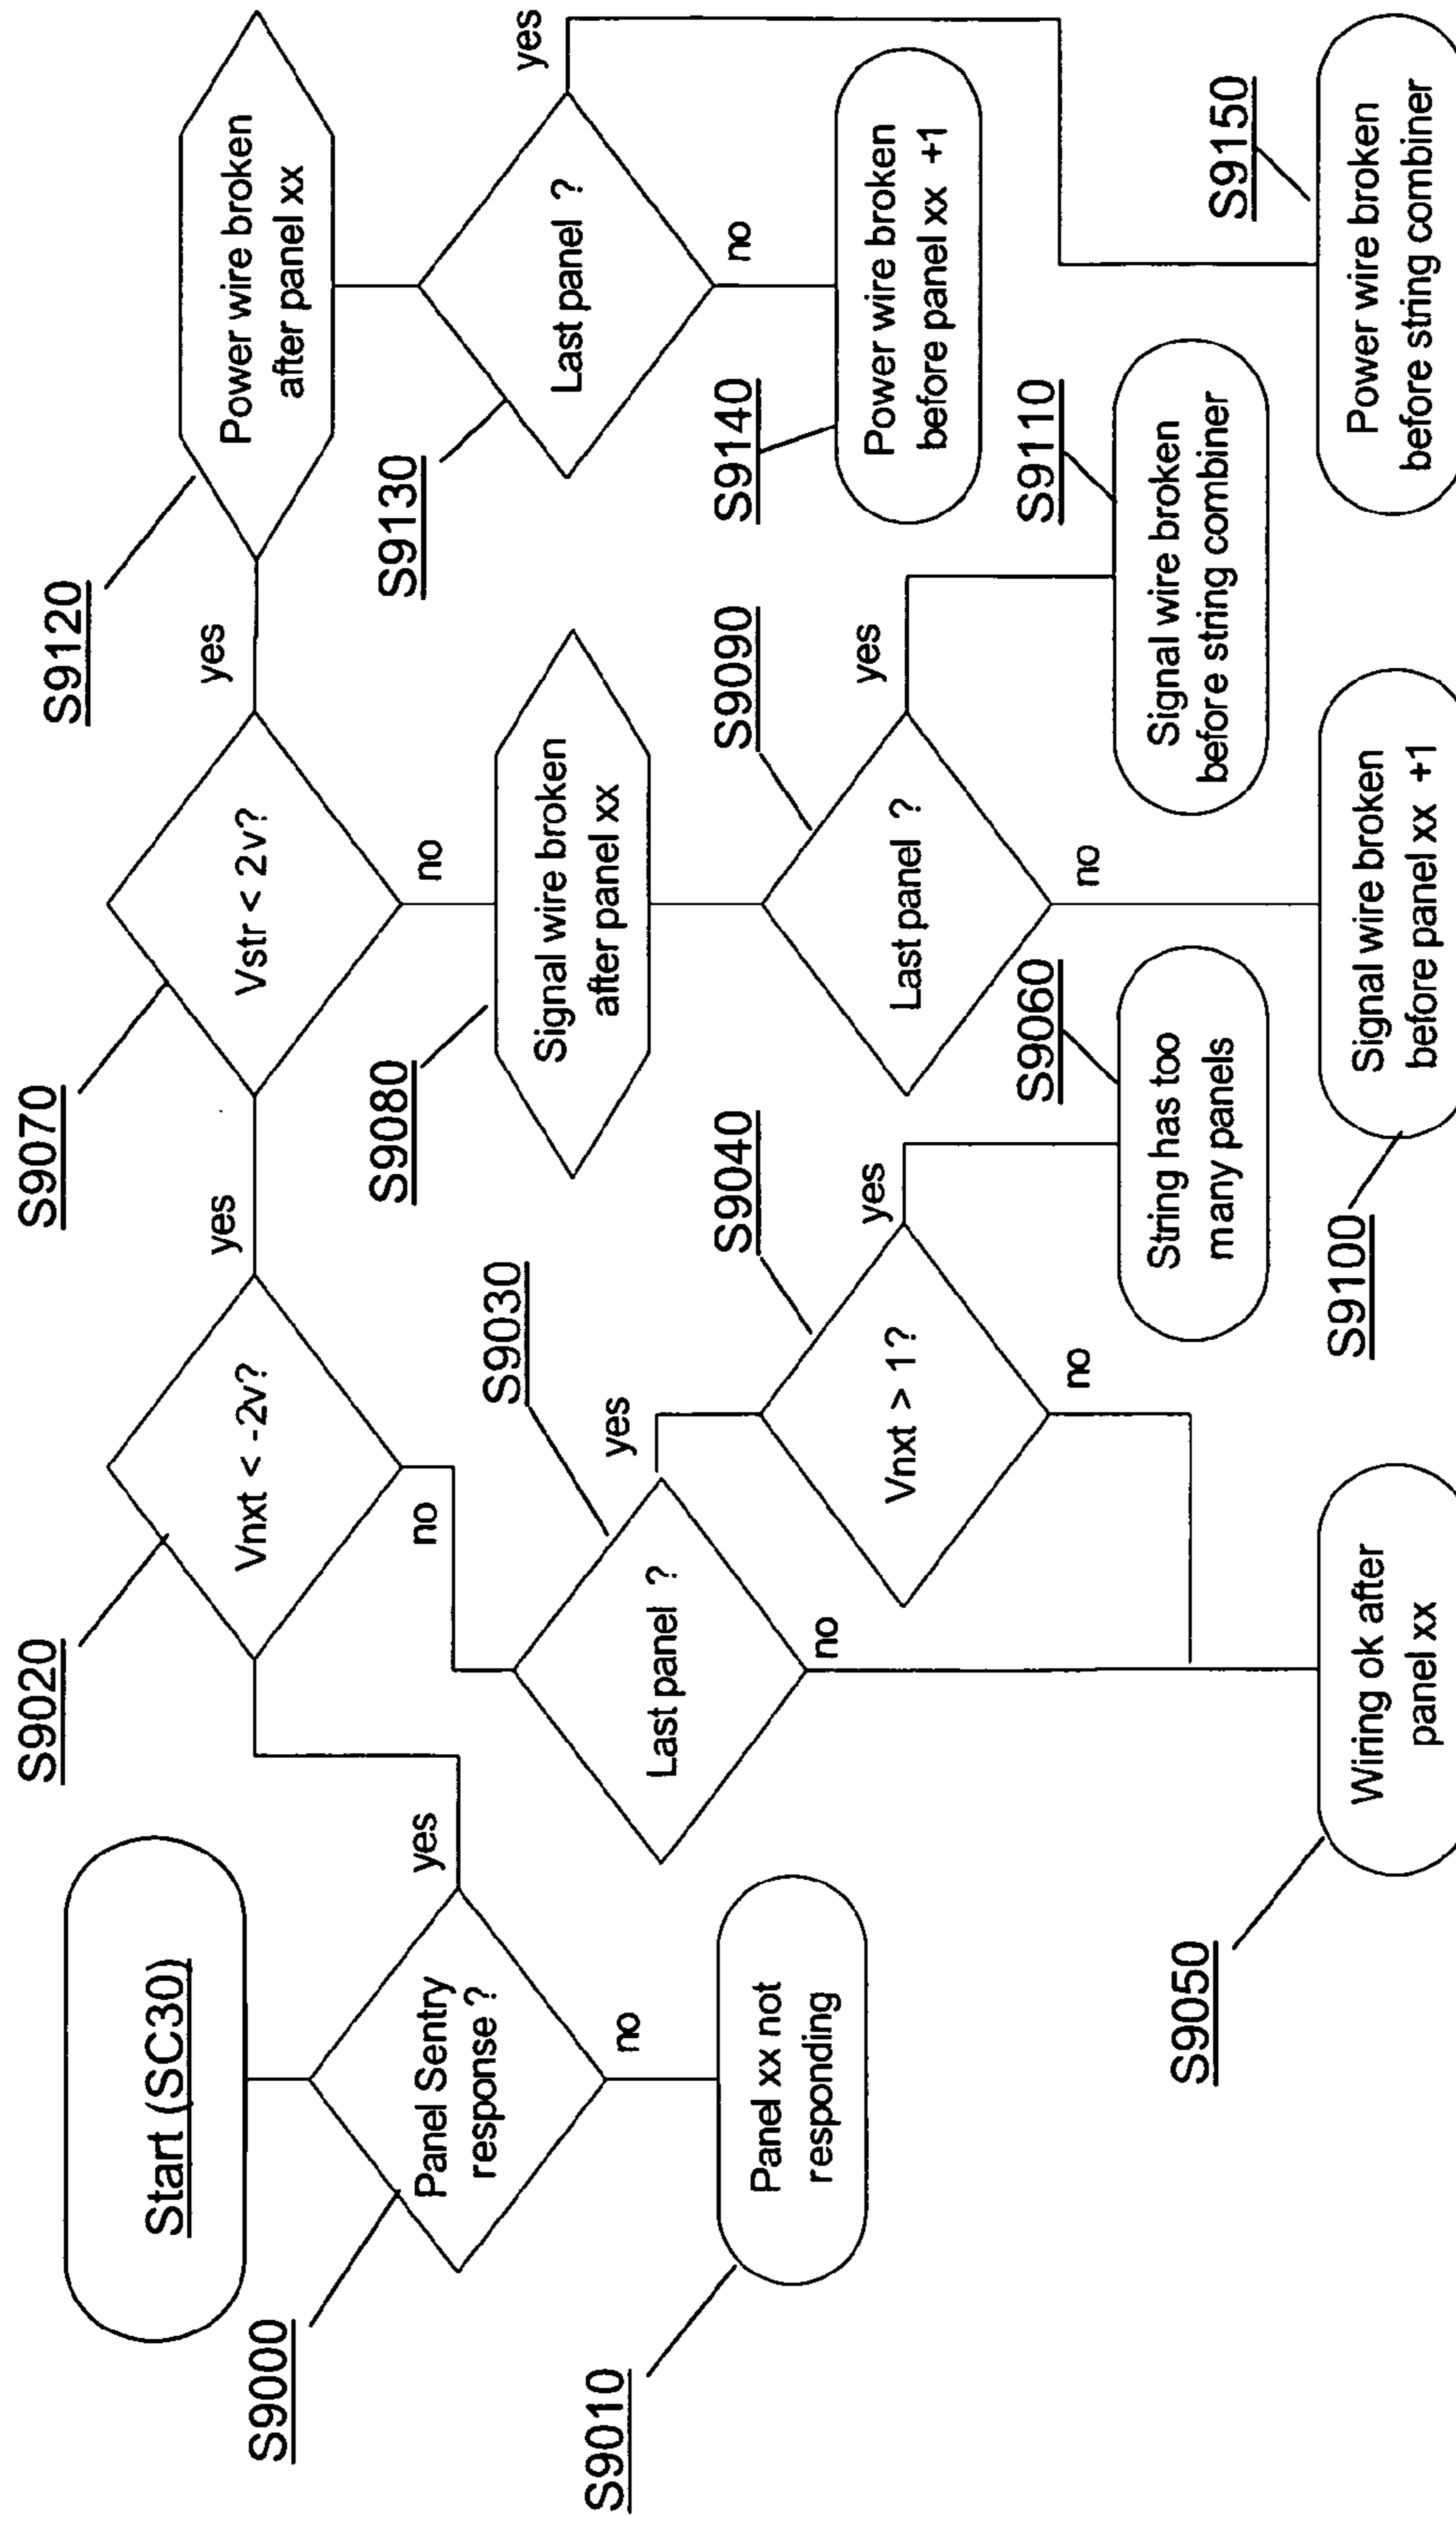 Start (SC30)
S9000
Panel Sentry
response ?
yes
no
S9010
Panel xx not
responding
S9020
Vnxt < -2v?
yes
no
S9030
Last panel ?
yes
no
S9040
Vnxt > 1?
yes
no
S9050
Wiring ok after
panel xx
S9060
String has too
many panels
S9070
Vstr < 2v?
yes
no
S9080
Signal wire broken
after panel xx
S9090
Last panel ?
yes
no
S9100
Signal wire broken
before panel xx +1
S9110
Signal wire broken
before string combiner
S9120
Power wire broken
after panel xx
S9130
Last panel ?
yes
no
S9140
Power wire broken
before panel xx +1
S9150
Power wire broken
before string combiner